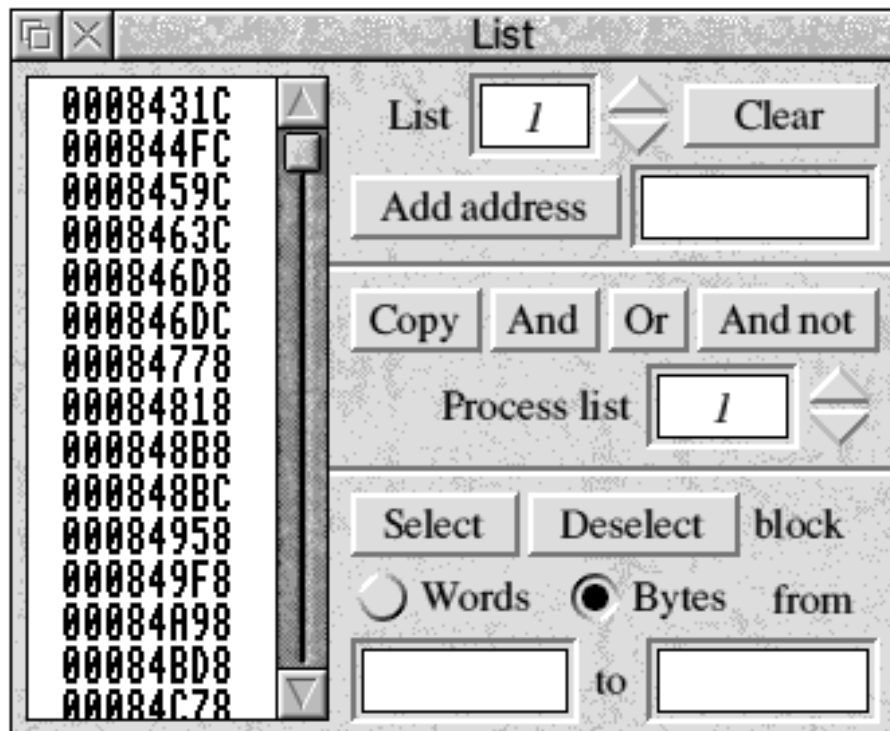 List
0008431C
000844FC
0008459C
0008463C
000846D8
000846DC
00084778
00084818
000848B8
000848BC
00084958
000849F8
00084A98
00084BD8
00084C78
List 1 Clear
Add address
Copy And Or And not
Process list 1
Select Deselect block
Words Bytes from
to